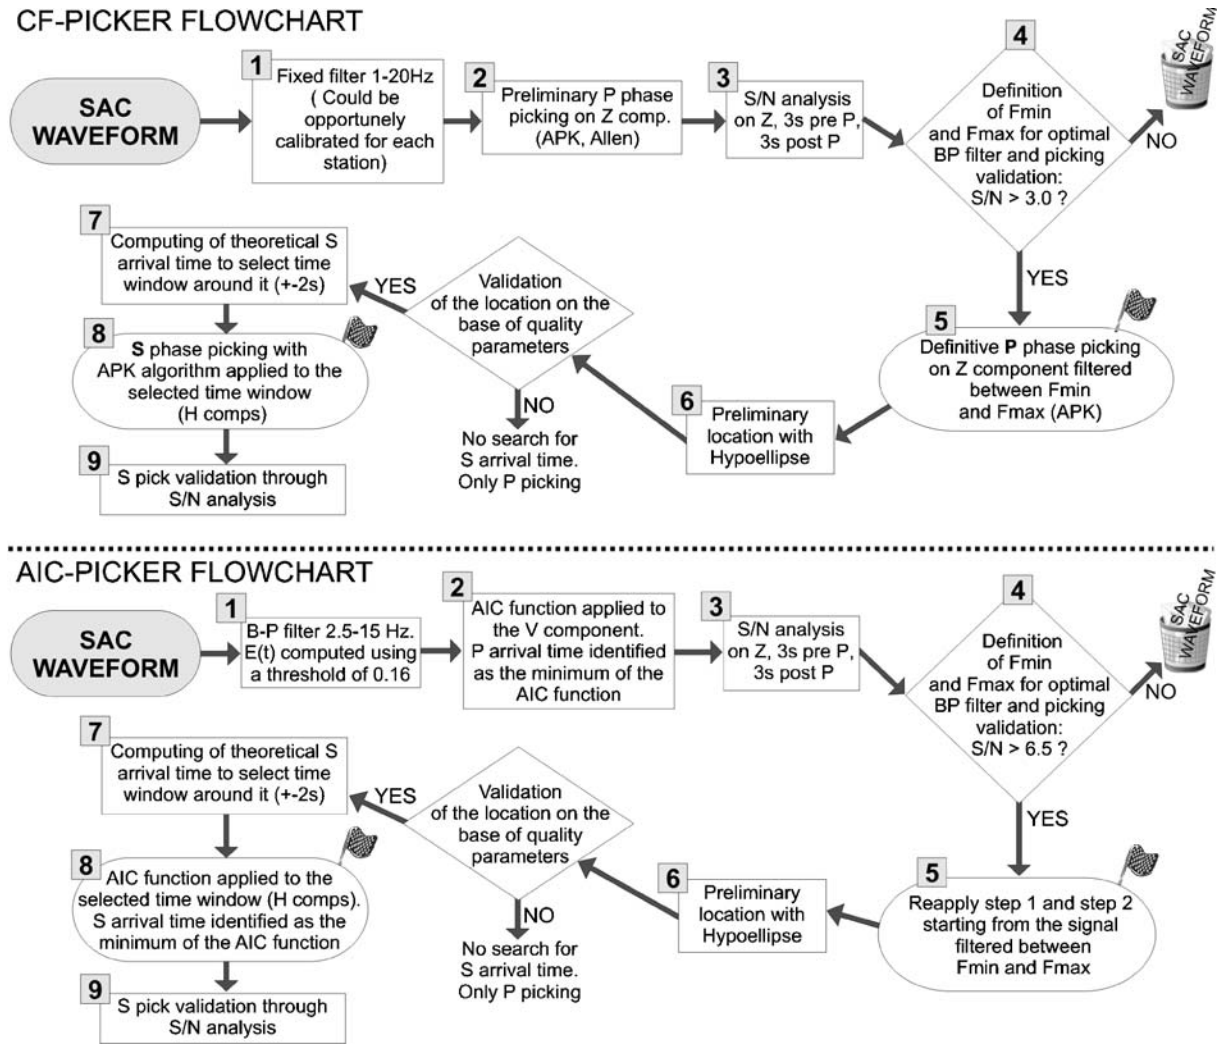 CF-PICKER FLOWCHART
SAC
WAVEFORM
1
Fixed filter 1-20Hz
( Could be
opportunely
calibrated for each
station)
2
Preliminary P phase
picking on Z comp.
(APK, Allen)
3
S/N analysis
on Z, 3s pre P,
3s post P
4
Definition
of Fmin
and Fmax for optimal
BP filter and picking
validation:
S/N > 3.0 ?
NO
SAC
WAVEFORM
YES
5
Definitive P phase picking
on Z component filtered
between Fmin
and Fmax (APK)
6
Preliminary
location with
Hypoellipse
Validation
of the location on the
base of quality
parameters
YES
NO
No search for
S arrival time.
Only P picking
7
Computing of theoretical S
arrival time to select time
window around it (+-2s)
8
S phase picking with
APK algorithm applied to the
selected time window
(H comps)
9
S pick validation through
S/N analysis
AIC-PICKER FLOWCHART
SAC
WAVEFORM
1
B-P filter 2.5-15 Hz.
E(t) computed using
a threshold of 0.16
2
AIC function applied to
the V component.
P arrival time identified
as the minimum of the
AIC function
3
S/N analysis
on Z, 3s pre P,
3s post P
4
Definition
of Fmin
and Fmax for optimal
BP filter and picking
validation:
S/N > 6.5 ?
NO
SAC
WAVEFORM
YES
5
Reapply step 1 and step 2
starting from the signal
filtered between
Fmin and Fmax
6
Preliminary
location with
Hypoellipse
Validation
of the location on the
base of quality
parameters
YES
NO
No search for
S arrival time.
Only P picking
7
Computing of theoretical S
arrival time to select time
window around it (+-2s)
8
AIC function applied to the
selected time window (H comps).
S arrival time identified as the
minimum of the AIC function
9
S pick validation through
S/N analysis